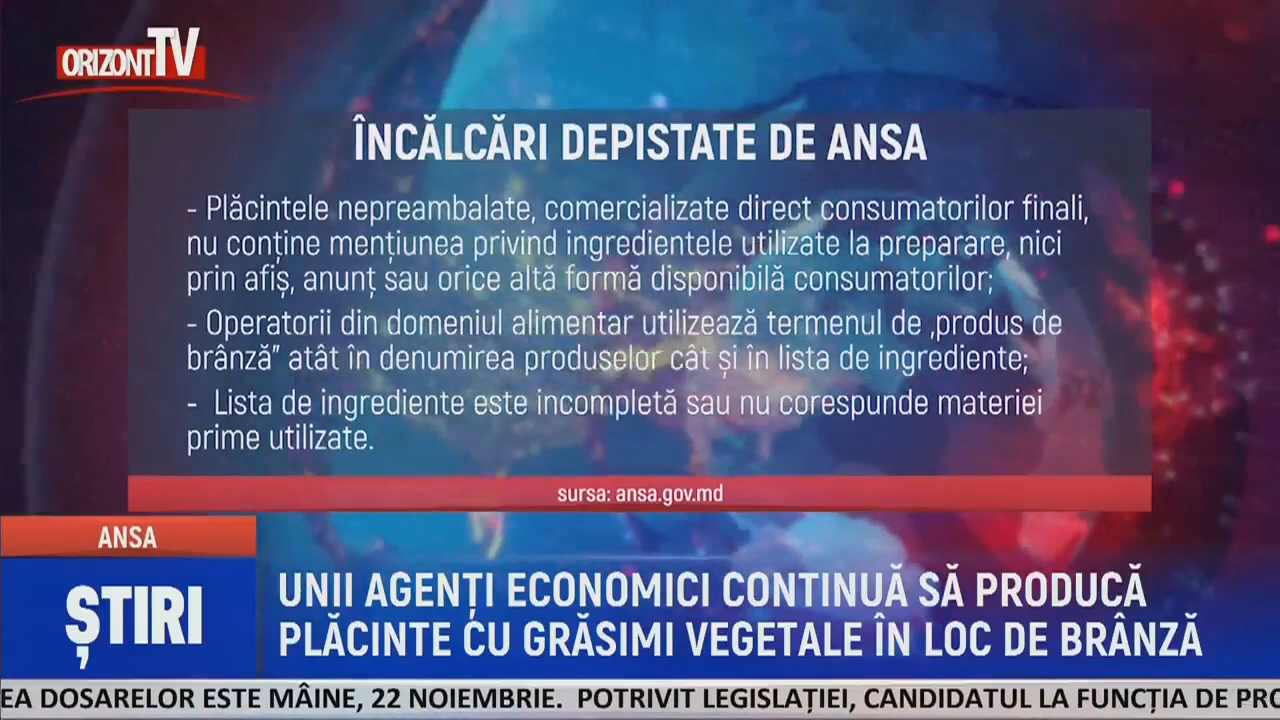 ORIZONTTV
ÎNCĂLCĂRI DEPISTATE DE ANSA
- Plăcintele nepreambalate, comercializate direct consumatorilor finali,
nu conține mențiunea privind ingredientele utilizate la preparare, nici
prin afiș, anunț sau orice altă formă disponibilă consumatorilor;
- Operatorii din domeniul alimentar utilizează termenul de ‚produs de
brânză” atât în denumirea produselor cât și în lista de ingrediente;
- Lista de ingrediente este incompletă sau nu corespunde materiei
prime utilizate.
sursa: ansa.gov.md
ANSA
ȘTIRI
UNII AGENȚI ECONOMICI CONTINUĂ SĂ PRODUCĂ
PLĂCINTE CU GRĂSIMI VEGETALE ÎN LOC DE BRÂNZĂ
EA DOSARELOR ESTE MÂINE, 22 NOIEMBRIE. POTRIVIT LEGISLAȚIEI, CANDIDATUL LA FUNCȚIA DE PRO